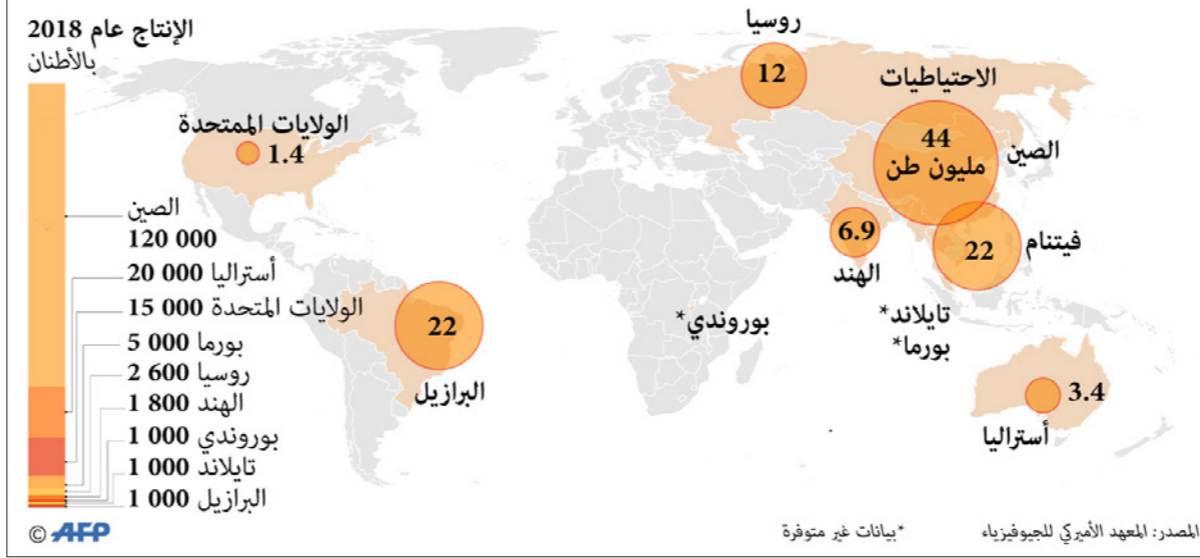 الإنتاج عام 2018
بالأطنان
الصين
120 000
أستراليا 20 000
الولايات المتحدة 15 000
بورما 5 000
روسيا 2 600
الهند 1 800
بوروندي 1 000
تايلاند 1 000
البرازيل 1 000
روسيا
12
الاحتياطيات
44
مليون طن
الصين
الولايات الممتحدة
1.4
6.9
الهند
22
فيتنام
22
البرازيل
بوروندي*
تايلاند*
بورما*
3.4
أستراليا
المصدر: المعهد الأميركي للجيوفيزياء
*بيانات غير متوفرة
© AFP